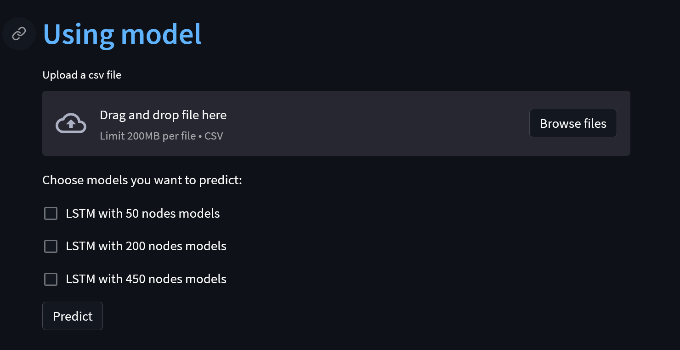 Using model
Upload a csv file
Drag and drop file here
Limit 200MB per file • CSV
Browse files
Choose models you want to predict:
LSTM with 50 nodes models
LSTM with 200 nodes models
LSTM with 450 nodes models
Predict